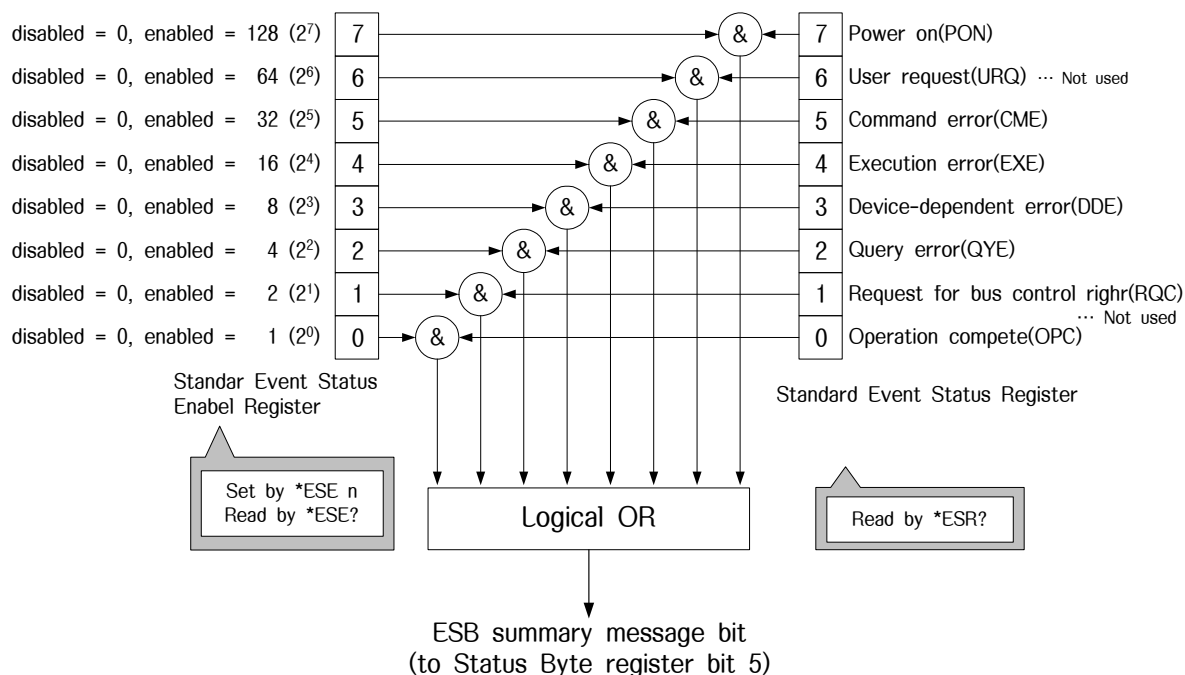 disabled = 0, enabled = 128 (2⁷) 7 & 7 Power on(PON)
disabled = 0, enabled = 64 (2⁶) 6 & 6 User request(URQ) ··· Not used
disabled = 0, enabled = 32 (2⁵) 5 & 5 Command error(CME)
disabled = 0, enabled = 16 (2⁴) 4 & 4 Execution error(EXE)
disabled = 0, enabled = 8 (2³) 3 & 3 Device-dependent error(DDE)
disabled = 0, enabled = 4 (2²) 2 & 2 Query error(QYE)
disabled = 0, enabled = 2 (2¹) 1 & 1 Request for bus control righr(RQC)
··· Not used
disabled = 0, enabled = 1 (2⁰) 0 & 0 Operation compete(OPC)
Standar Event Status
Enabel Register
Standard Event Status Register
Set by *ESE n
Read by *ESE?
Logical OR
Read by *ESR?
ESB summary message bit
(to Status Byte register bit 5)